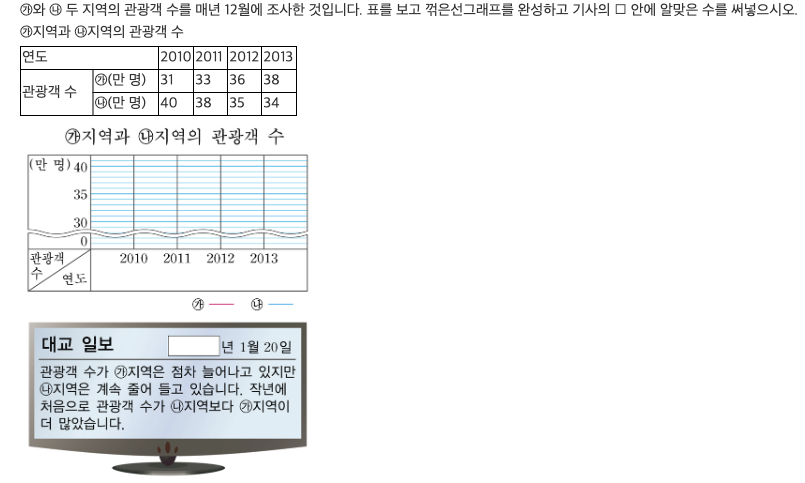 ㉮와 ㉯ 두 지역의 관광객 수를 매년 12월에 조사한 것입니다. 표를 보고 꺾은선그래프를 완성하고 기사의 □ 안에 알맞은 수를 써넣으시오.
㉮지역과 ㉯지역의 관광객 수
연도 2010 2011 2012 2013
관광객 수 ㉮(만 명) 31 33 36 38
㉯(만 명) 40 38 35 34
㉮지역과 ㉯지역의 관광객 수
(만 명) 40
35
30
0
관광객 수 연도 2010 2011 2012 2013
㉮ ㉯
대교 일보 년 1월 20일
관광객 수가 ㉮지역은 점차 늘어나고 있지만
㉯지역은 계속 줄어 들고 있습니다. 작년에
처음으로 관광객 수가 ㉯지역보다 ㉮지역이
더 많았습니다.